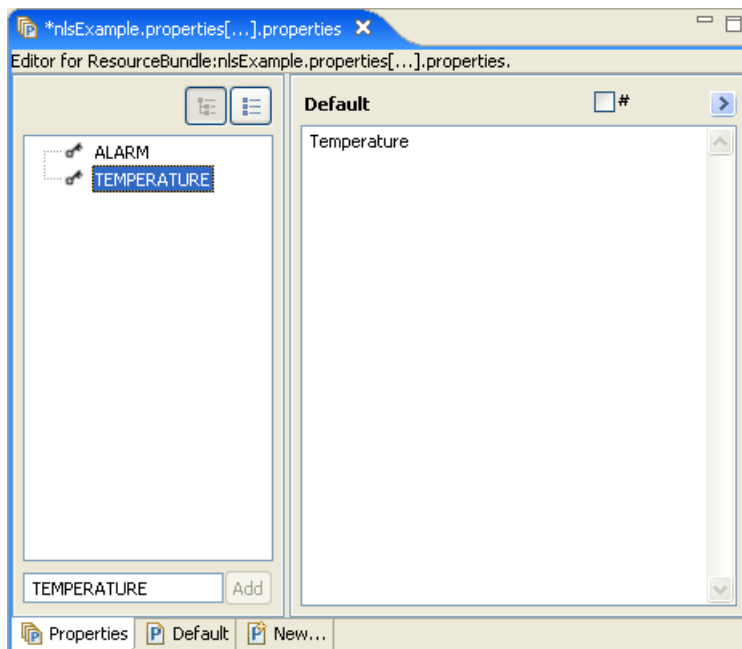 *nlsExample.properties[...].properties
Editor for ResourceBundle:nlsExample.properties[...].properties.
Default #
Temperature
ALARM
TEMPERATURE
TEMPERATURE Add
Properties Default New...